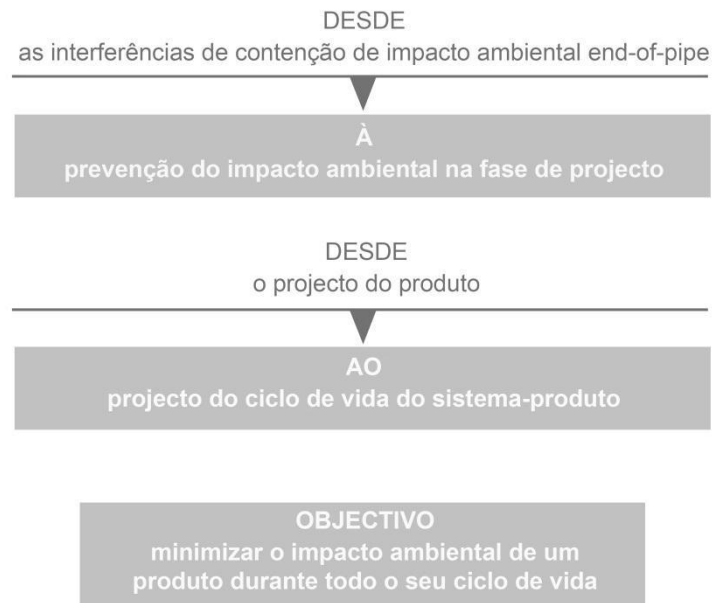 DESDE
as interferências de contenção de impacto ambiental end-of-pipe
À
prevenção do impacto ambiental na fase de projecto
DESDE
o projecto do produto
AO
projecto do ciclo de vida do sistema-produto
OBJECTIVO
minimizar o impacto ambiental de um
produto durante todo o seu ciclo de vida